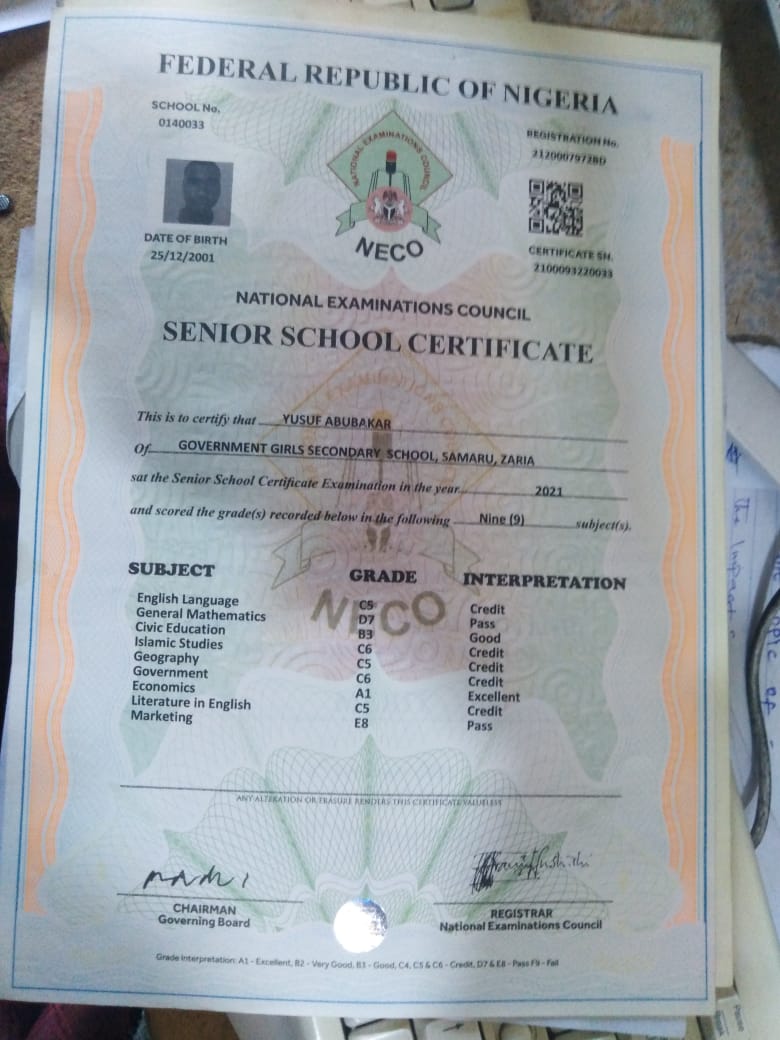 FEDERAL REPUBLIC OF NIGERIA
SCHOOL No.
0140033
REGISTRATION No.
2120007972BD
NATIONAL EXAMINATIONS COUNCIL
NECO
DATE OF BIRTH
25/12/2001
CERTIFICATE SN.
2100093220033
NATIONAL EXAMINATIONS COUNCIL
SENIOR SCHOOL CERTIFICATE
This is to certify that YUSUF ABUBAKAR
Of GOVERNMENT GIRLS SECONDARY SCHOOL, SAMARU, ZARIA
sat the Senior School Certificate Examination in the year 2021
and scored the grade(s) recorded below in the following Nine (9) subject(s).
SUBJECT GRADE INTERPRETATION
English Language C5 Credit
General Mathematics D7 Pass
Civic Education B3 Good
Islamic Studies C6 Credit
Geography C5 Credit
Government C6 Credit
Economics A1 Excellent
Literature in English C5 Credit
Marketing E8 Pass
NECO
ANY ALTERATION OR ERASURE RENDERS THIS CERTIFICATE VALUELESS
CHAIRMAN
Governing Board
REGISTRAR
National Examinations Council
Grade Interpretation: A1 - Excellent, B2 - Very Good, B3 - Good, C4, C5 & C6 - Credit, D7 & E8 - Pass F9 - Fail